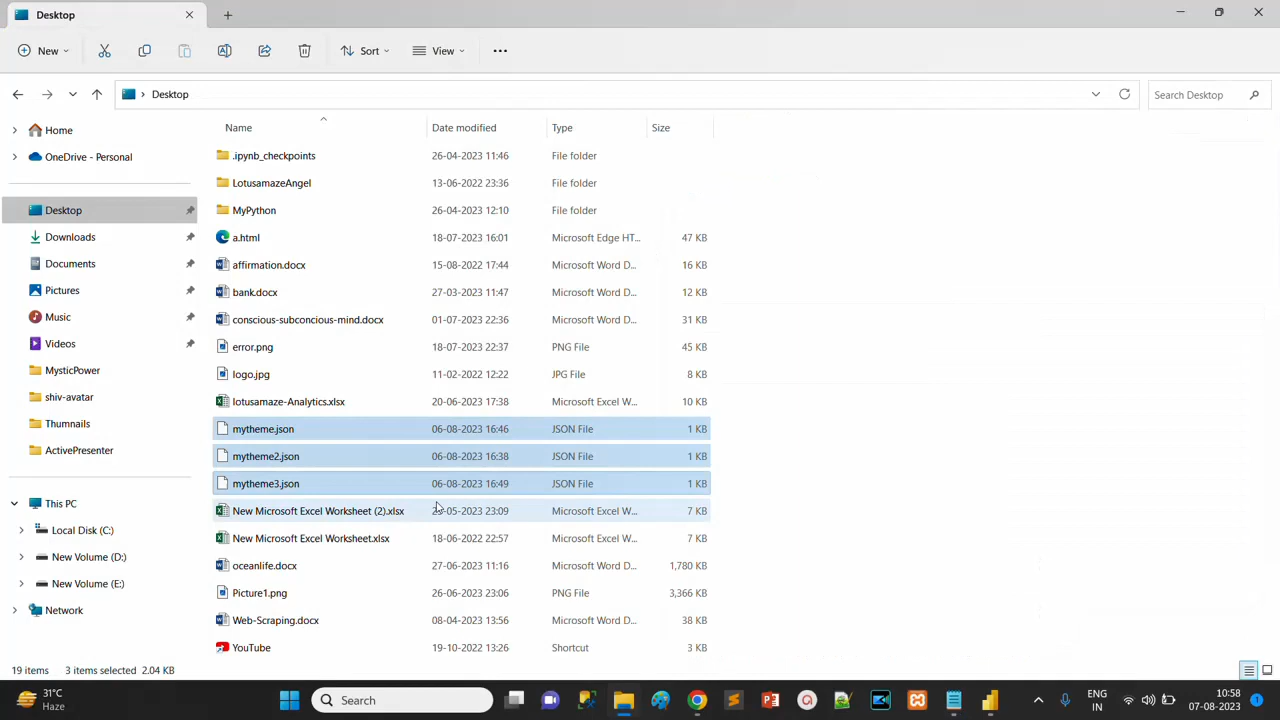 Desktop
New
Sort
View
Desktop
Search Desktop
Home
OneDrive - Personal
Desktop
Downloads
Documents
Pictures
Music
Videos
MysticPower
shiv-avatar
Thumnails
ActivePresenter
This PC
Local Disk (C:)
New Volume (D:)
New Volume (E:)
Network
Name Date modified Type Size
.ipynb_checkpoints 26-04-2023 11:46 File folder
LotusamazeAngel 13-06-2022 23:36 File folder
MyPython 26-04-2023 12:10 File folder
a.html 18-07-2023 16:01 Microsoft Edge HT... 47 KB
affirmation.docx 15-08-2022 17:44 Microsoft Word D... 16 KB
bank.docx 27-03-2023 11:47 Microsoft Word D... 12 KB
conscious-subconcious-mind.docx 01-07-2023 22:36 Microsoft Word D... 31 KB
error.png 18-07-2023 22:37 PNG File 45 KB
logo.jpg 11-02-2022 12:22 JPG File 8 KB
lotusamaze-Analytics.xlsx 20-06-2023 17:38 Microsoft Excel W... 10 KB
mytheme.json 06-08-2023 16:46 JSON File 1 KB
mytheme2.json 06-08-2023 16:38 JSON File 1 KB
mytheme3.json 06-08-2023 16:49 JSON File 1 KB
New Microsoft Excel Worksheet (2).xlsx 23:09 Microsoft Excel W... 7 KB
New Microsoft Excel Worksheet.xlsx 18-06-2022 22:57 Microsoft Excel W... 7 KB
oceanlife.docx 27-06-2023 11:16 Microsoft Word D... 1,780 KB
Picture1.png 26-06-2023 23:06 PNG File 3,366 KB
Web-Scraping.docx 08-04-2023 13:56 Microsoft Word D... 38 KB
YouTube 19-10-2022 13:26 Shortcut 3 KB
19 items 3 items selected 2.04 KB
31°C
Haze
Search
ENG
IN
10:58
07-08-2023
1